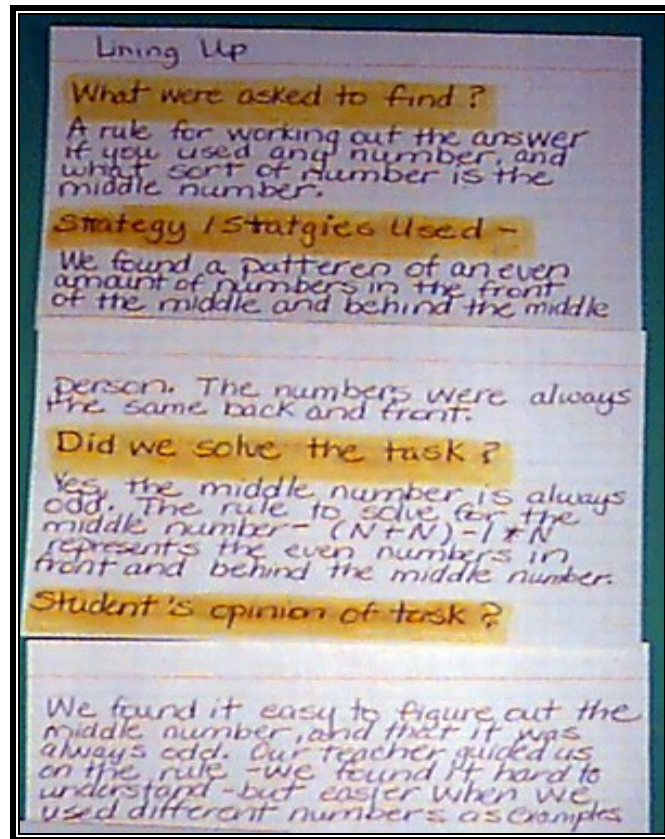 Lining Up
What were asked to find ?
A rule for working out the answer
if you used any number, and
what sort of number is the
middle number.
Strategy / Statgies Used -
We found a patteren of an even
amount of numbers in the front
of the middle and behind the middle
person. The numbers were always
the same back and front.
Did we solve the task ?
Yes, the middle number is always
odd. The rule to solve for the
middle number - (N+N)-1 * N
represents the even numbers in
front and behind the middle number.
Student's opinion of task ?
We found it easy to figure out the
middle number, and that it was
always odd. Our teacher guided us
on the rule - we found it hard to
understand - but easier when we
used different numbers as examples